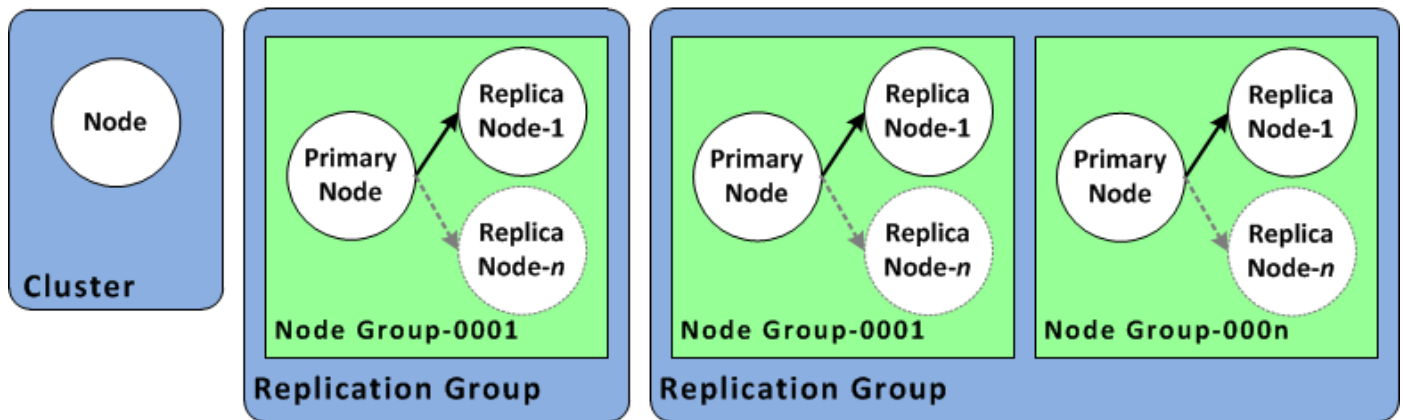 Node
Cluster
Primary
Node
Replica
Node-1
Replica
Node-n
Node Group-0001
Replication Group
Primary
Node
Replica
Node-1
Replica
Node-n
Node Group-0001
Primary
Node
Replica
Node-1
Replica
Node-n
Node Group-000n
Replication Group